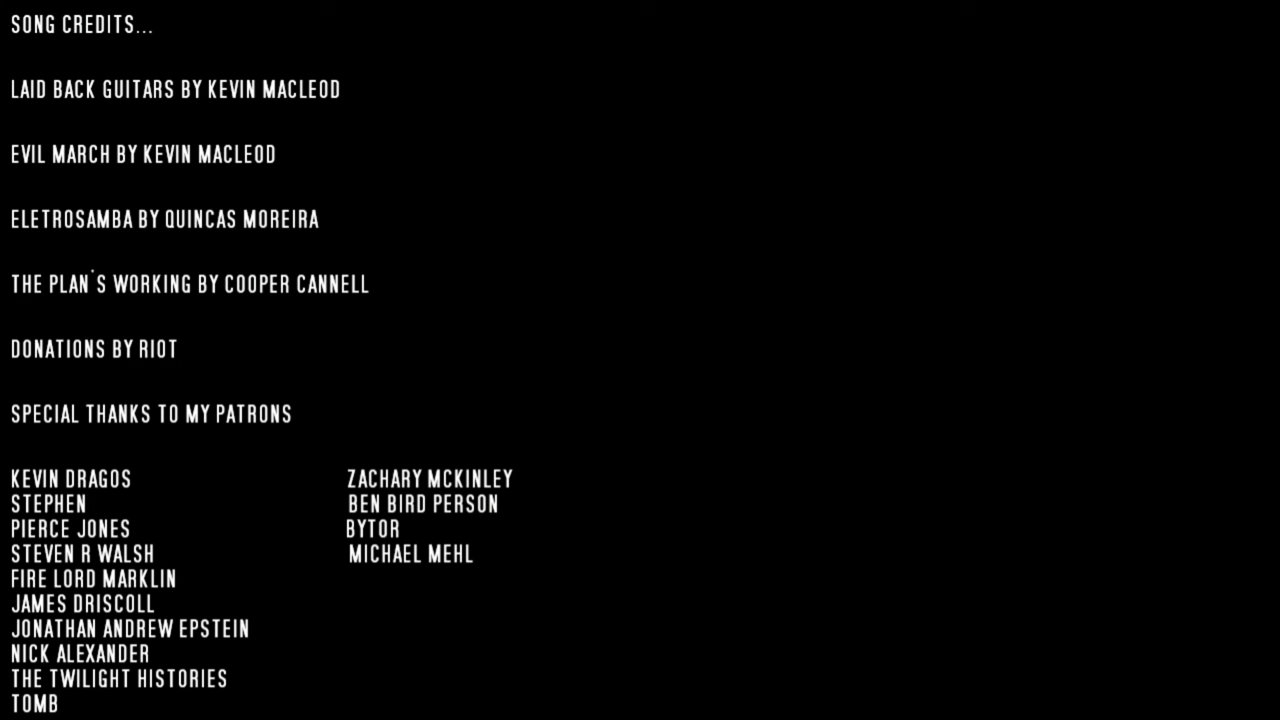 SONG CREDITS...
LAID BACK GUITARS BY KEVIN MACLEOD
EVIL MARCH BY KEVIN MACLEOD
ELETROSAMBA BY QUINCAS MOREIRA
THE PLAN'S WORKING BY COOPER CANNELL
DONATIONS BY RIOT
SPECIAL THANKS TO MY PATRONS
KEVIN DRAGOS
STEPHEN
PIERCE JONES
STEVEN R WALSH
FIRE LORD MARKLIN
JAMES DRISCOLL
JONATHAN ANDREW EPSTEIN
NICK ALEXANDER
THE TWILIGHT HISTORIES
TOMB
ZACHARY MCKINLEY
BEN BIRD PERSON
BYTOR
MICHAEL MEHL